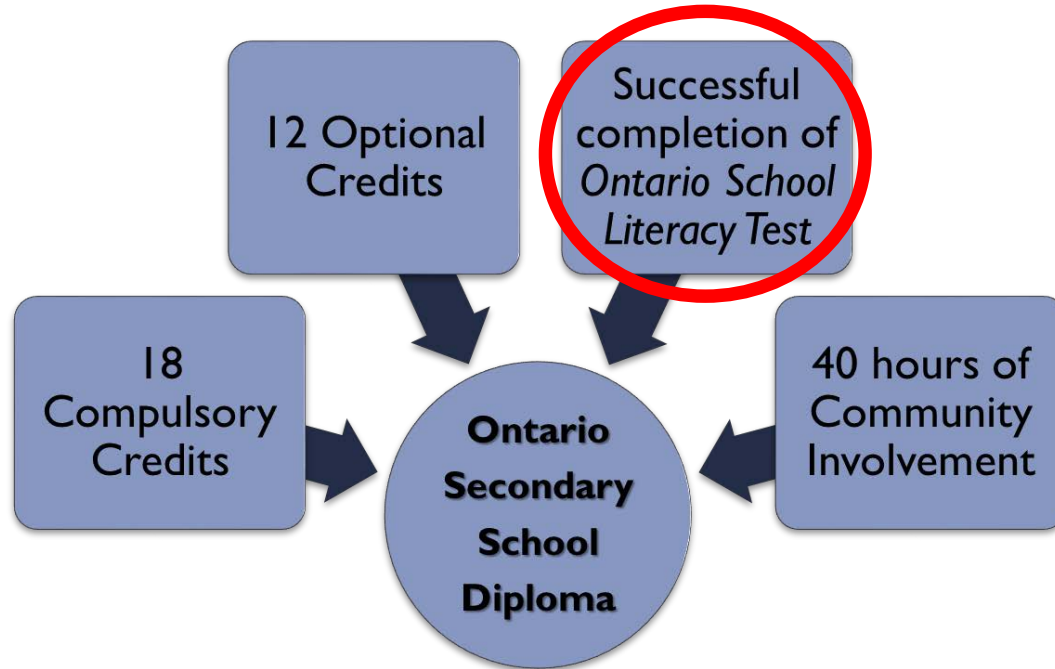 12 Optional
Credits
Successful
completion of
Ontario School
Literacy Test
18
Compulsory
Credits
40 hours of
Community
Involvement
Ontario
Secondary
School
Diploma